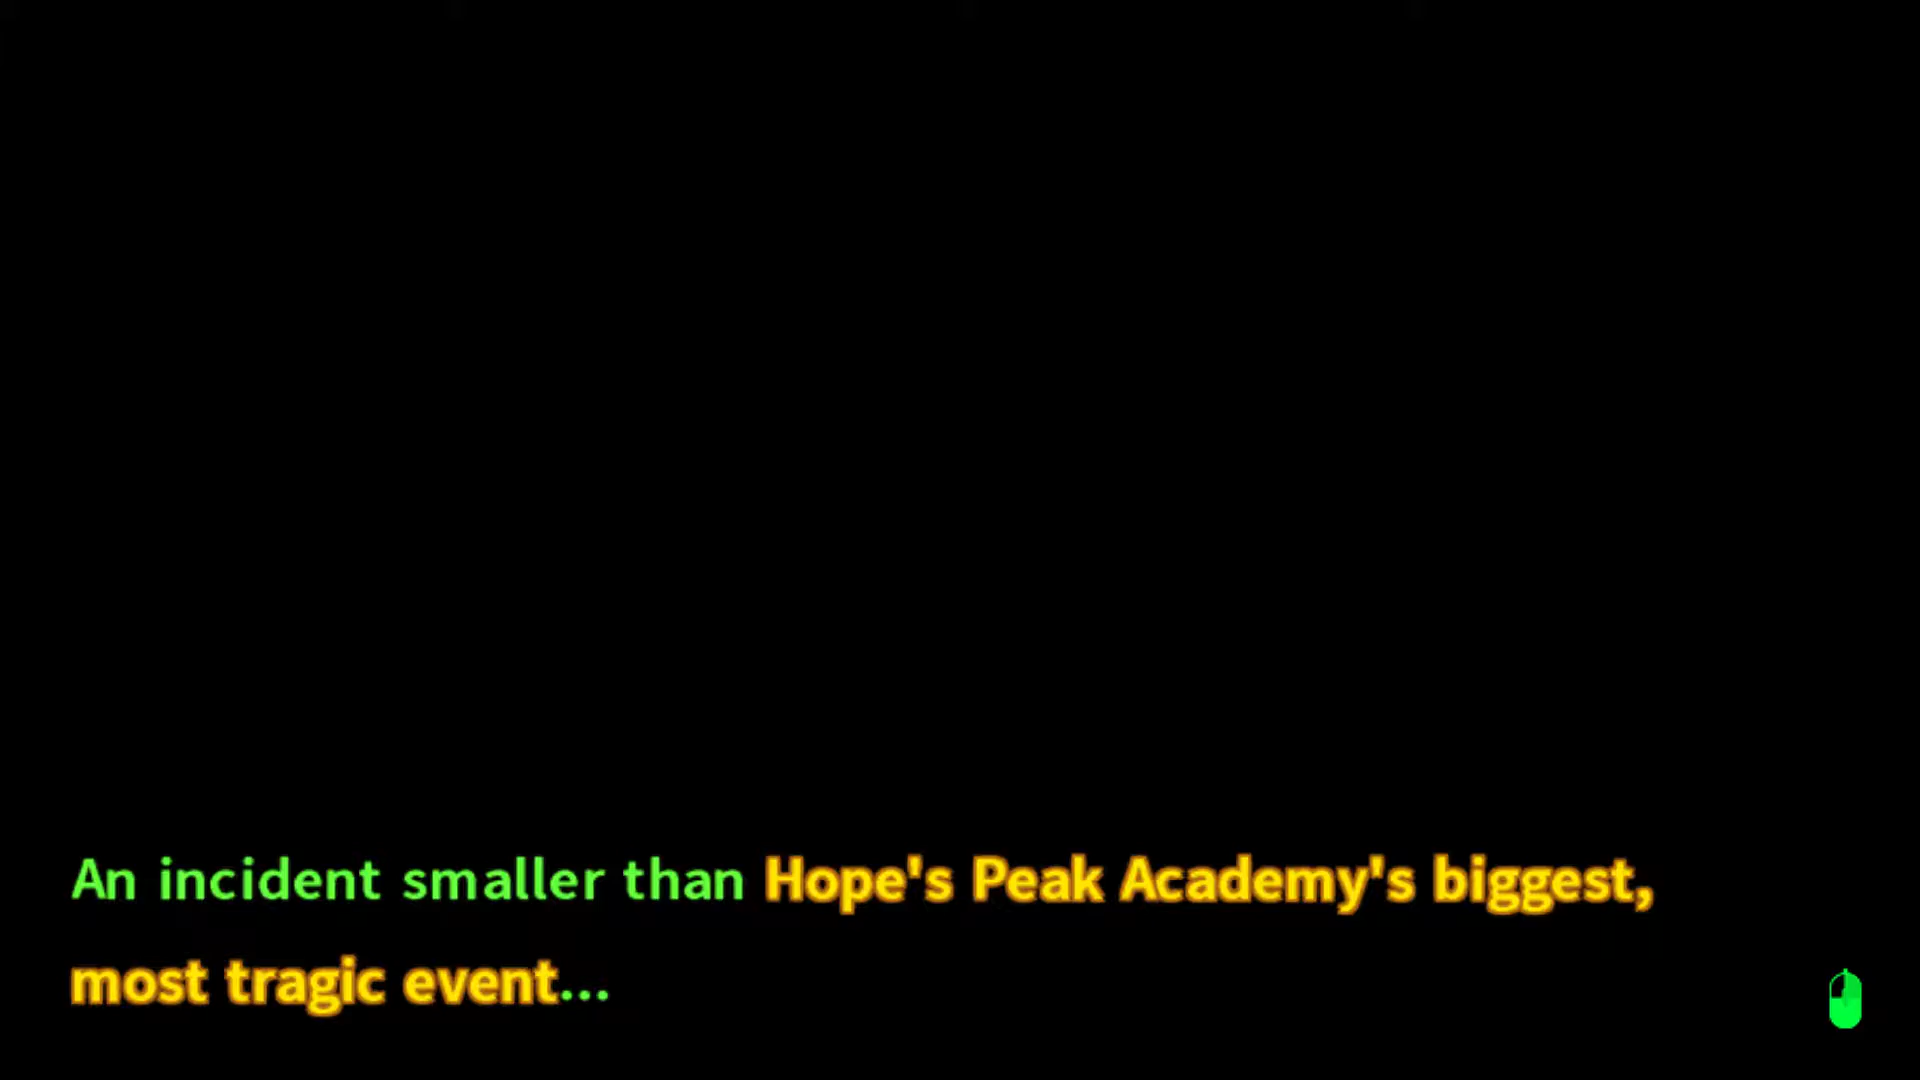 An incident smaller than Hope's Peak Academy's biggest,
most tragic event...